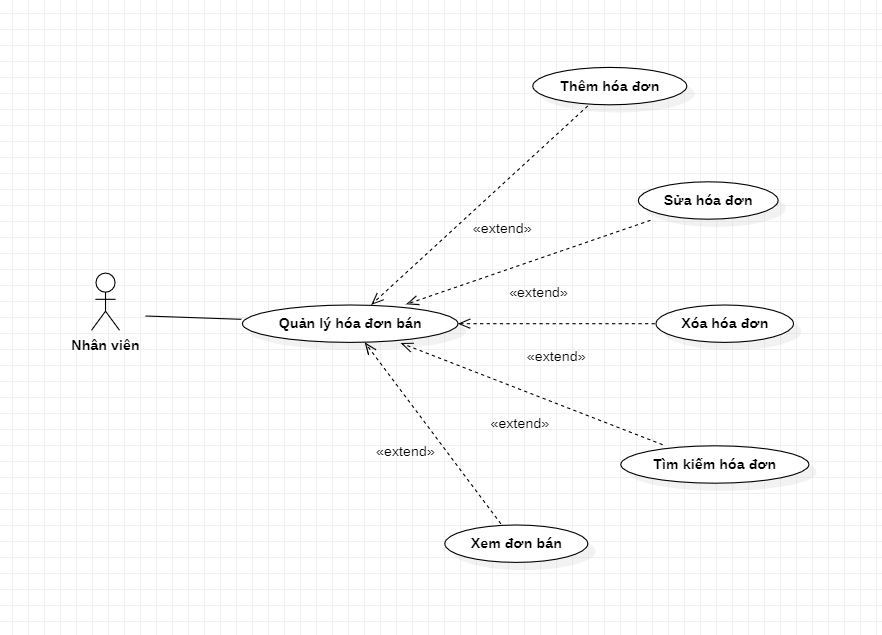 Thêm hóa đơn
Sửa hóa đơn
«extend»
«extend»
Quản lý hóa đơn bán
Xóa hóa đơn
Nhân viên
«extend»
«extend»
«extend»
Tìm kiếm hóa đơn
Xem đơn bán